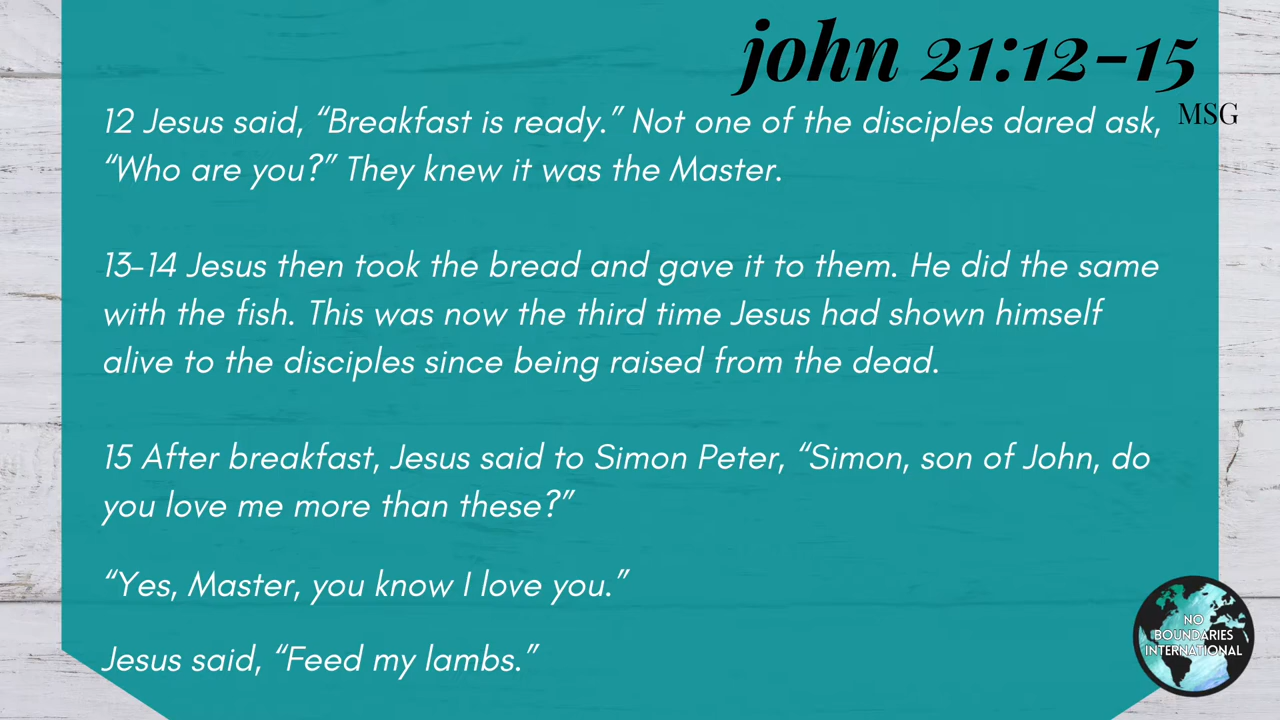 john 21:12-15
MSG
12 Jesus said, “Breakfast is ready.” Not one of the disciples dared ask,
“Who are you?” They knew it was the Master.
13-14 Jesus then took the bread and gave it to them. He did the same
with the fish. This was now the third time Jesus had shown himself
alive to the disciples since being raised from the dead.
15 After breakfast, Jesus said to Simon Peter, “Simon, son of John, do
you love me more than these?”
“Yes, Master, you know I love you.”
Jesus said, “Feed my lambs.”
NO
BOUNDARIES
INTERNATIONAL